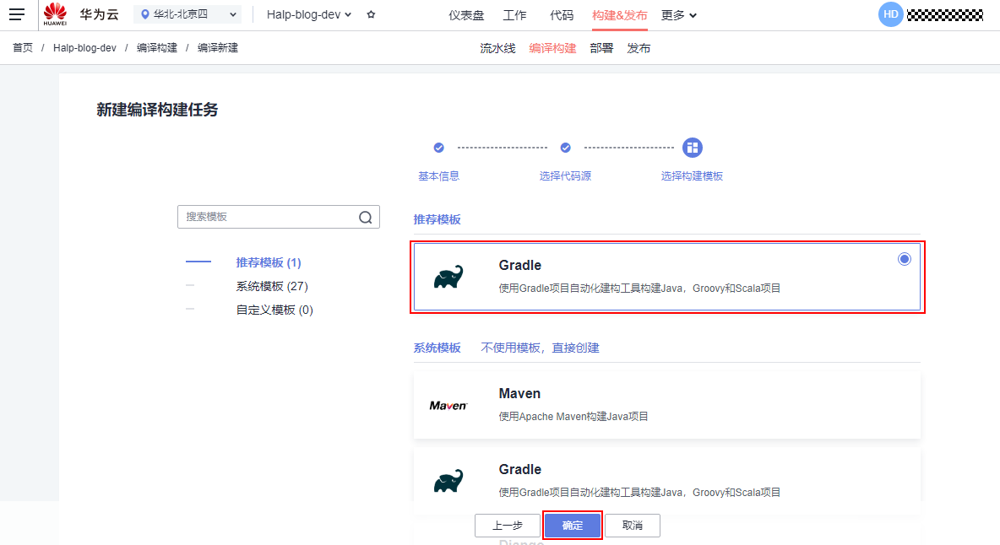 HUAWEI 华为云 华北-北京四 Halp-blog-dev 仪表盘 工作 代码 构建&发布 更多 HD
首页 / Halp-blog-dev / 编译构建 / 编译新建 流水线 编译构建 部署 发布
新建编译构建任务
基本信息 选择代码源 选择构建模板
搜索模板
推荐模板 (1)
系统模板 (27)
自定义模板 (0)
推荐模板
Gradle
使用Gradle项目自动化建构工具构建Java，Groovy和Scala项目
系统模板 不使用模板，直接创建
Maven
Maven
使用Apache Maven构建Java项目
Gradle
使用Gradle项目自动化建构工具构建Java，Groovy和Scala项目
上一步 确定 取消
Django